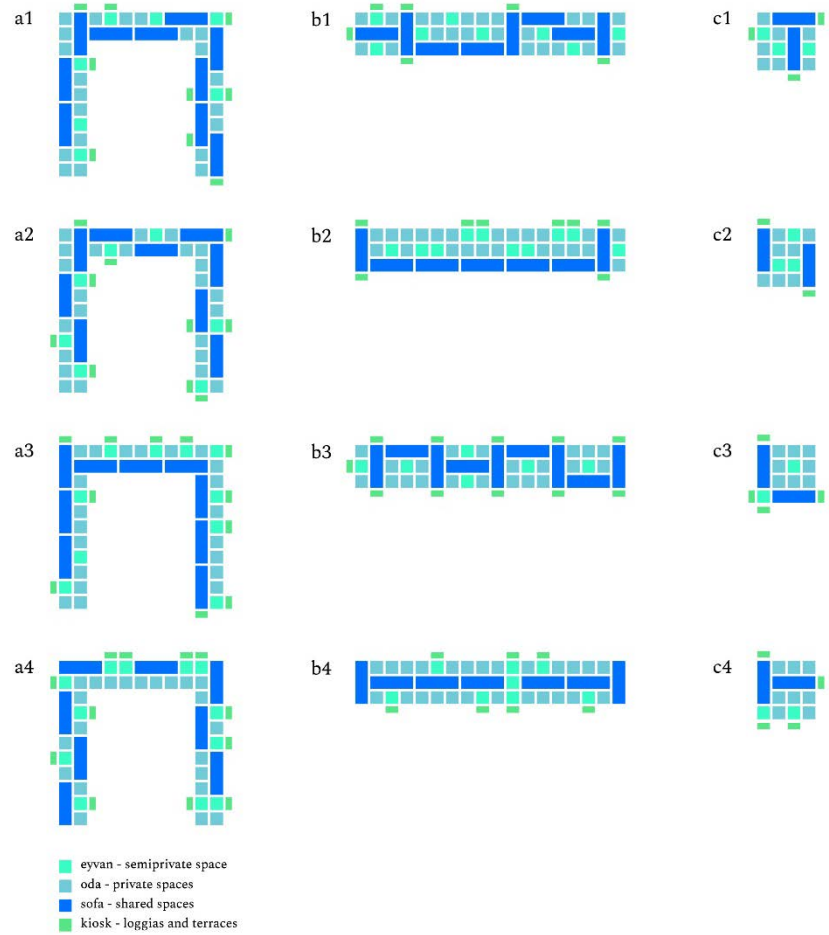 a1
b1
c1
a2
b2
c2
a3
b3
c3
a4
b4
c4
eyvan - semiprivate space
oda - private spaces
sofa - shared spaces
kiosk - loggias and terraces